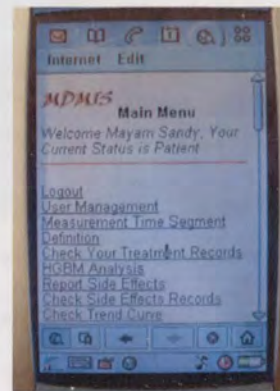 Internet Edit
MDMIS
Main Menu
Welcome Mayam Sandy, Your
Current Status is Patient
Logout
User Management
Measurement Time Segment
Definition
Check Your Treatment Records
HGBM Analysis
Report Side Effects
Check Side Effects Records
Check Trend Curve